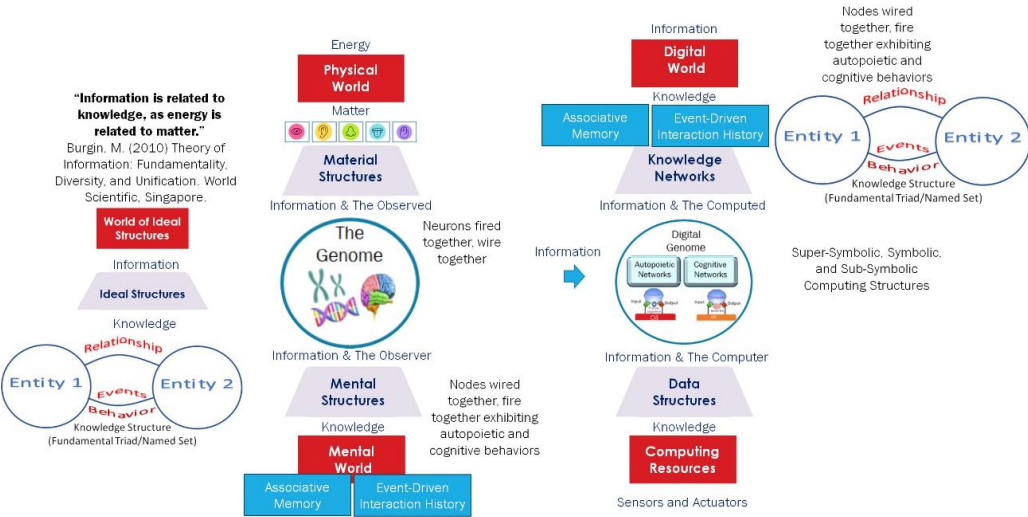 "Information is related to
knowledge, as energy is
related to matter."
Burgin, M. (2010) Theory of
Information: Fundamentality,
Diversity, and Unification. World
Scientific, Singapore.
World of Ideal
Structures
Information
Ideal Structures
Knowledge
Entity 1
Relationship
Events
Behavior
Entity 2
Knowledge Structure
(Fundamental Triad/Named Set)
Energy
Physical
World
Matter
Material
Structures
Information & The Observed
The
Genome
Neurons fired
together, wire
together
Information & The Observer
Mental
Structures
Knowledge
Mental
World
Associative
Memory
Event-Driven
Interaction History
Nodes wired
together, fire
together exhibiting
autopoietic and
cognitive behaviors
Information
Information
Digital
World
Knowledge
Associative
Memory
Event-Driven
Interaction History
Knowledge
Networks
Information & The Computed
Digital
Genome
Autopoietic
Networks
Cognitive
Networks
Input
Output
Input
Output
Information & The Computer
Data
Structures
Knowledge
Computing
Resources
Sensors and Actuators
Nodes wired
together, fire
together exhibiting
autopoietic and
cognitive behaviors
Entity 1
Relationship
Events
Behavior
Entity 2
Knowledge Structure
(Fundamental Triad/Named Set)
Super-Symbolic, Symbolic,
and Sub-Symbolic
Computing Structures